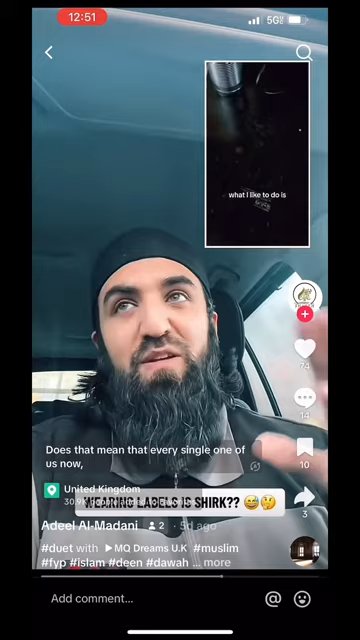 12:51
5G
what I like to do is
74
Does that mean that every single one of
us now,
14
10
United Kingdom
KICKING LABELS IS SHIRK?? 😅🤔
3
Adeel Al-Madani 2 · 5d ago
#duet with ▶ MQ Dreams U.K #muslim
#fyp #islam #deen #dawah ... more
Add comment...